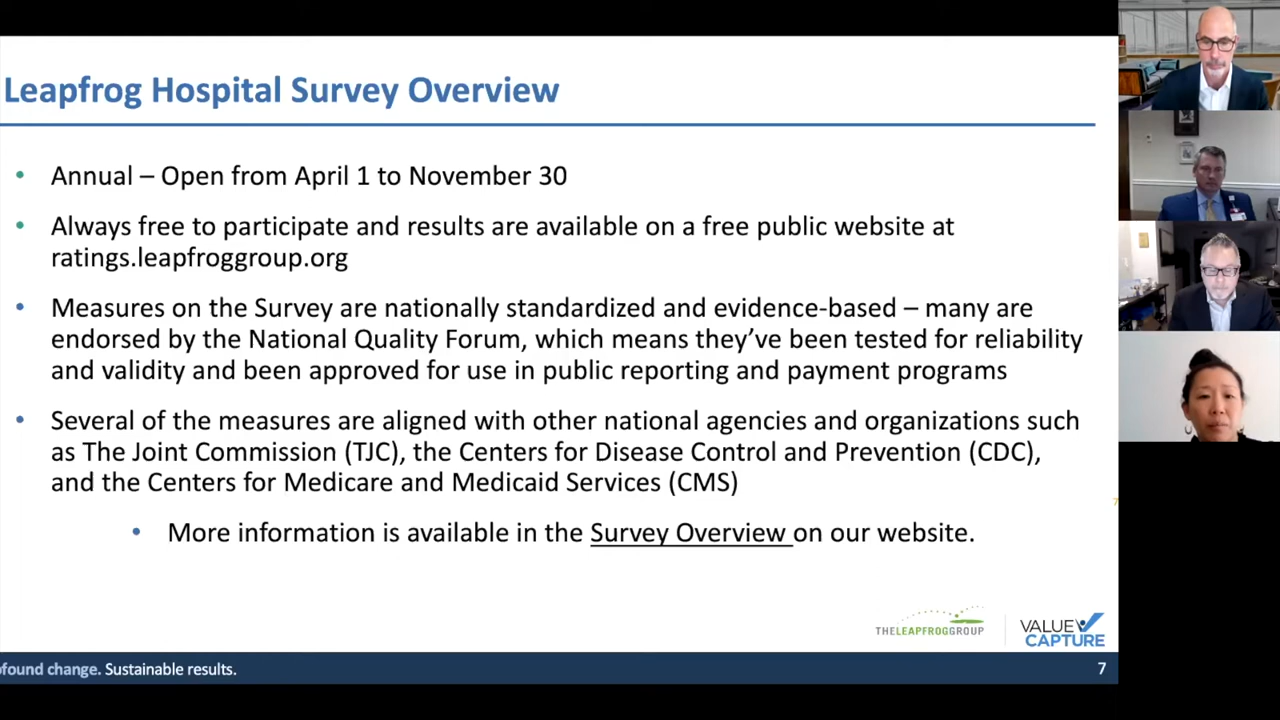 Leapfrog Hospital Survey Overview
• Annual – Open from April 1 to November 30
• Always free to participate and results are available on a free public website at
ratings.leapfroggroup.org
• Measures on the Survey are nationally standardized and evidence-based – many are
endorsed by the National Quality Forum, which means they’ve been tested for reliability
and validity and been approved for use in public reporting and payment programs
• Several of the measures are aligned with other national agencies and organizations such
as The Joint Commission (TJC), the Centers for Disease Control and Prevention (CDC),
and the Centers for Medicare and Medicaid Services (CMS)
• More information is available in the Survey Overview on our website.
7
THELEAPFROGGROUP
VALUE
CAPTURE
ofound change. Sustainable results.
7